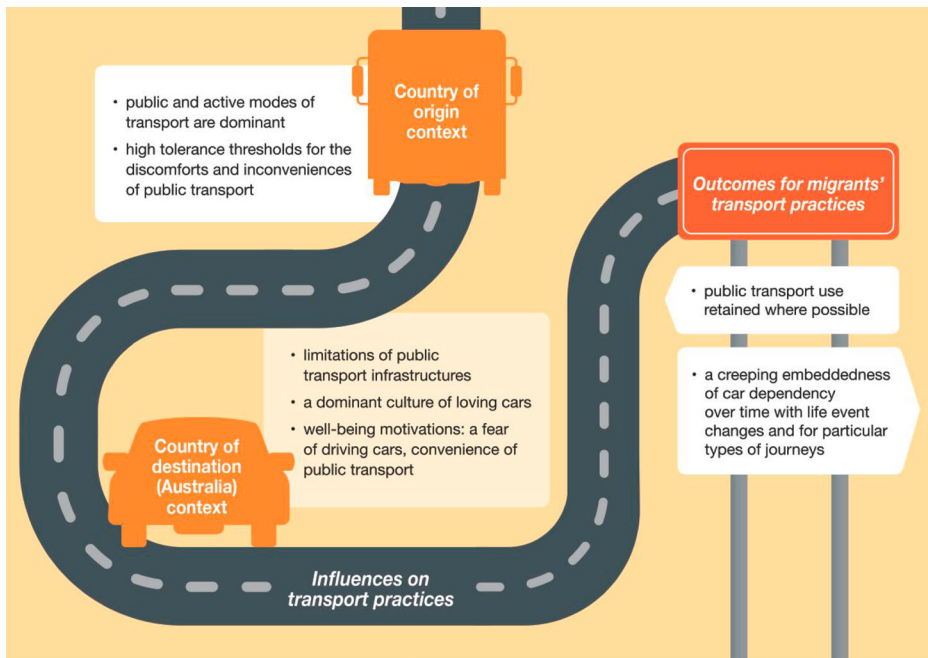 Country of
origin
context
• public and active modes of
transport are dominant
• high tolerance thresholds for the
discomforts and inconveniences
of public transport
Country of
destination
(Australia)
context
• limitations of public
transport infrastructures
• a dominant culture of loving cars
• well-being motivations: a fear
of driving cars, convenience of
public transport
Influences on
transport practices
Outcomes for migrants’
transport practices
• public transport use
retained where possible
• a creeping embeddedness
of car dependency
over time with life event
changes and for particular
types of journeys